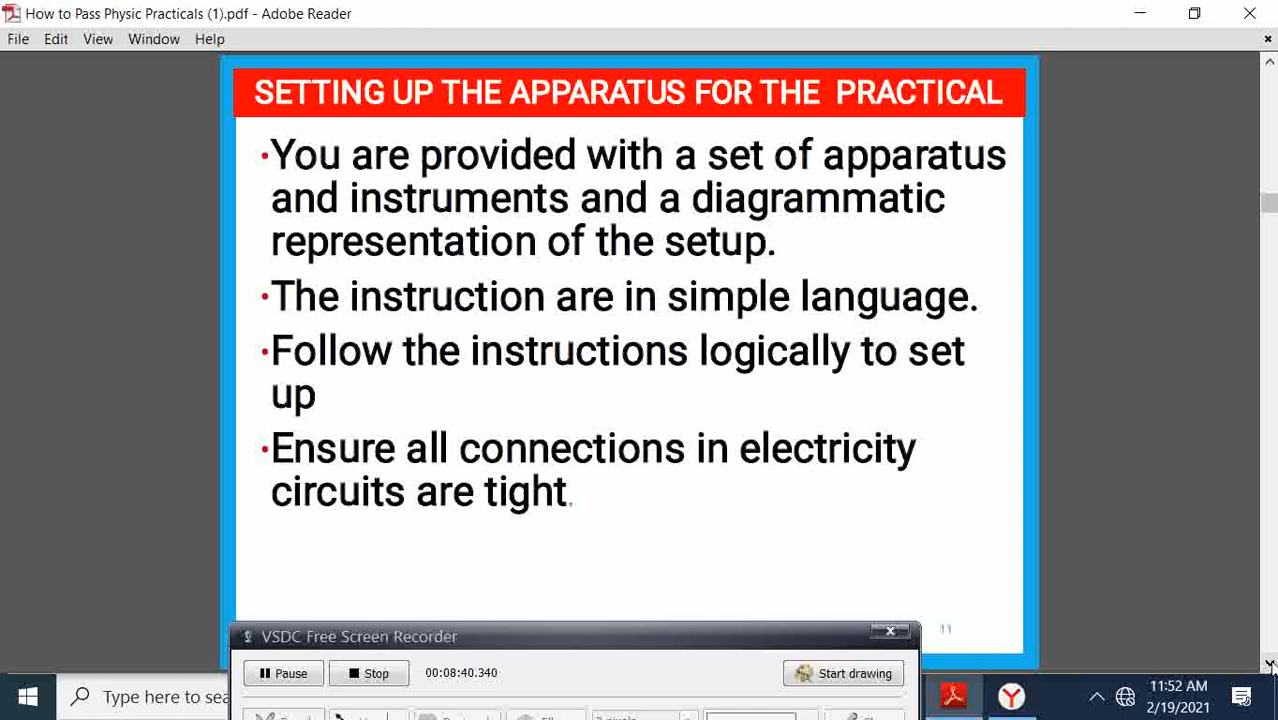 How to Pass Physic Practicals (1).pdf - Adobe Reader
File Edit View Window Help
SETTING UP THE APPARATUS FOR THE PRACTICAL
•You are provided with a set of apparatus
and instruments and a diagrammatic
representation of the setup.
•The instruction are in simple language.
•Follow the instructions logically to set
up
•Ensure all connections in electricity
circuits are tight.
11
VSDC Free Screen Recorder
Pause Stop 00:08:40.340 Start drawing
Type here to sea
11:52 AM
2/19/2021